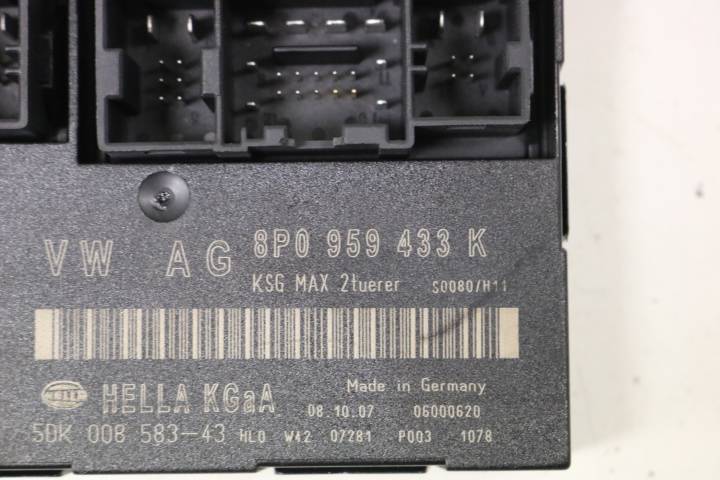 VW AG 8P0 959 433 K
KSG MAX 2tuerer S0080/H11
HELLA KGaA Made in Germany
08.10.07 06000620
5DK 008 583-43 HL0 W42 07281 P003 1078